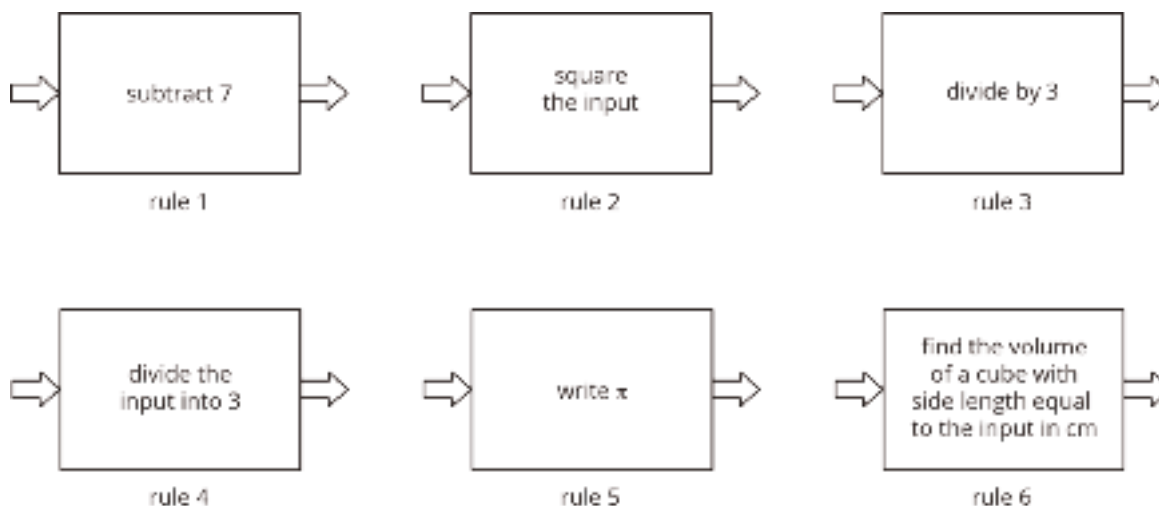 subtract 7
square
the input
divide by 3
rule 1
rule 2
rule 3
divide the
input into 3
write π
find the volume
of a cube with
side length equal
to the input in cm
rule 4
rule 5
rule 6